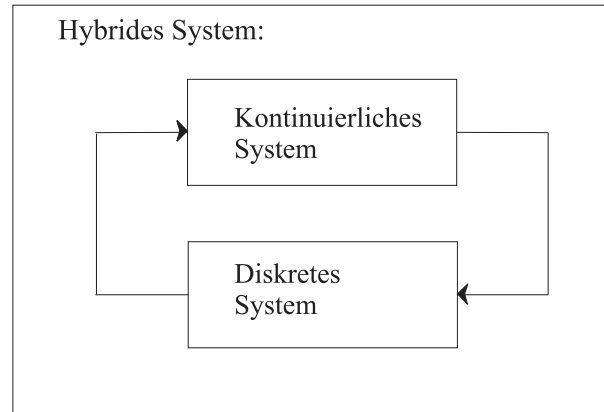 Hybrides System:
Kontinuierliches
System
Diskretes
System